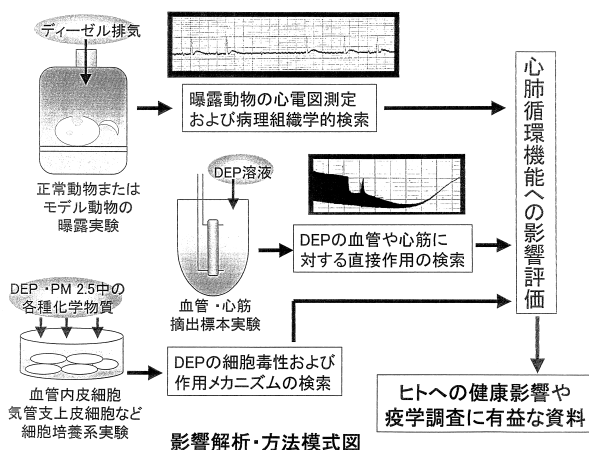 ディーゼル排気
曝露動物の心電図測定
および病理組織学的検索
正常動物または
モデル動物の
曝露実験
DEP溶液
DEPの血管や心筋に
対する直接作用の検索
血管・心筋
摘出標本実験
DEP・PM 2.5中の
各種化学物質
DEPの細胞毒性および
作用メカニズムの検索
血管内皮細胞
気管支上皮細胞など
細胞培養系実験
心肺循環機能への影響評価
ヒトへの健康影響や
疫学調査に有益な資料
影響解析・方法模式図